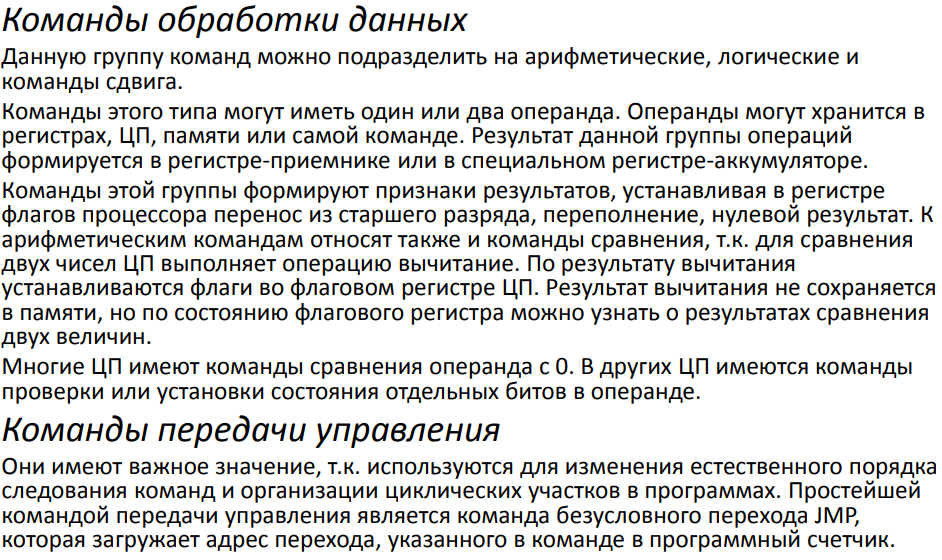 Команды обработки данных
Данную группу команд можно подразделить на арифметические, логические и
команды сдвига.
Команды этого типа могут иметь один или два операнда. Операнды могут хранится в
регистрах, ЦП, памяти или самой команде. Результат данной группы операций
формируется в регистре-приемнике или в специальном регистре-аккумуляторе.
Команды этой группы формируют признаки результатов, устанавливая в регистре
флагов процессора перенос из старшего разряда, переполнение, нулевой результат. К
арифметическим командам относят также и команды сравнения, т.к. для сравнения
двух чисел ЦП выполняет операцию вычитание. По результату вычитания
устанавливаются флаги во флаговом регистре ЦП. Результат вычитания не сохраняется
в памяти, но по состоянию флагового регистра можно узнать о результатах сравнения
двух величин.
Многие ЦП имеют команды сравнения операнда с 0. В других ЦП имеются команды
проверки или установки состояния отдельных битов в операнде.
Команды передачи управления
Они имеют важное значение, т.к. используются для изменения естественного порядка
следования команд и организации циклических участков в программах. Простейшей
командой передачи управления является команда безусловного перехода JMP,
которая загружает адрес перехода, указанного в команде в программный счетчик.